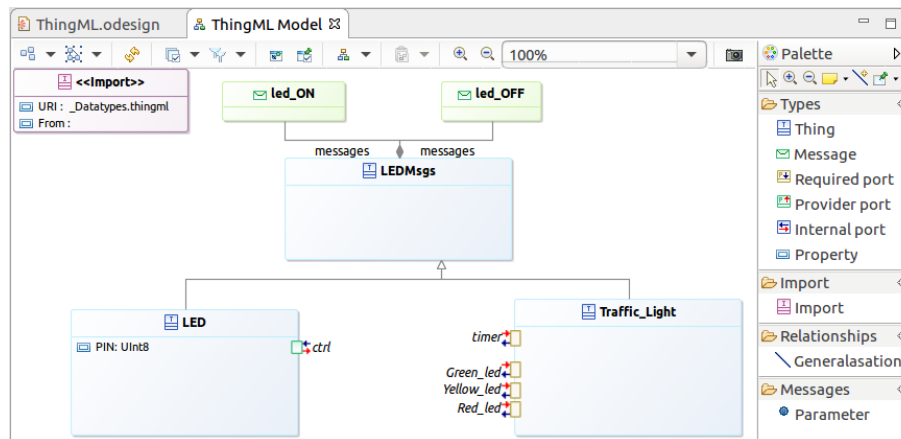 ThingML.odesign
ThingML Model
100%
Palette
<<Import>>
URI : _Datatypes.thingml
From :
led_ON
led_OFF
messages
messages
LEDMsgs
LED
PIN: UInt8
ctrl
Traffic_Light
timer
Green_led
Yellow_led
Red_led
Types
Thing
Message
Required port
Provider port
Internal port
Property
Import
Import
Relationships
Generalasation
Messages
Parameter